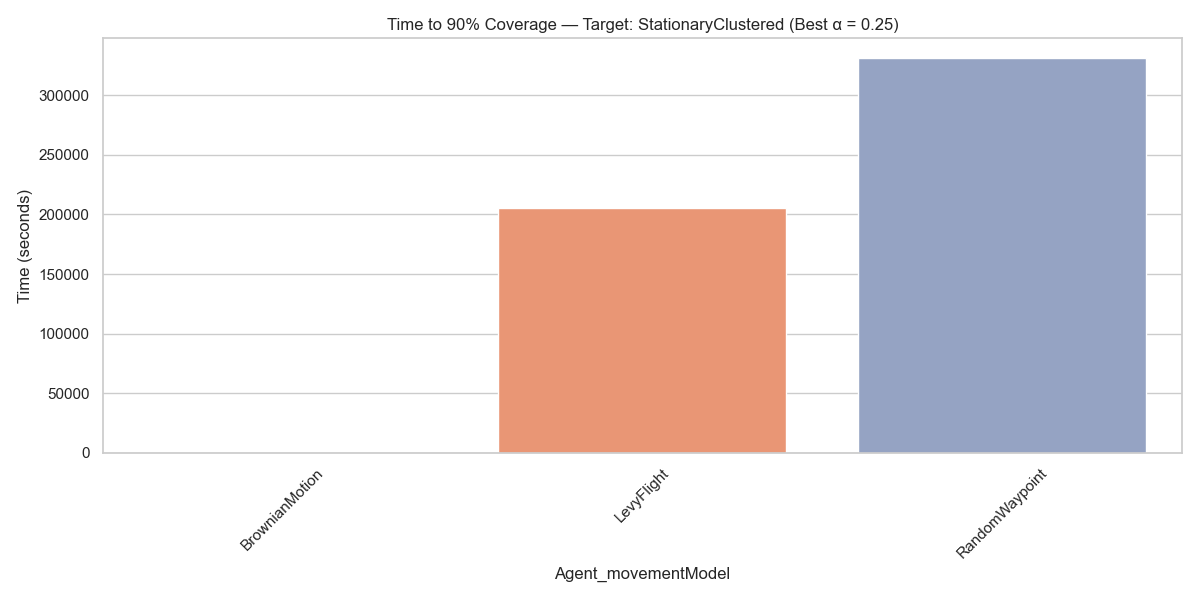 Time to 90% Coverage — Target: StationaryClustered (Best α = 0.25)
Time (seconds)
300000
250000
200000
150000
100000
50000
0
BrownianMotion
LevyFlight
RandomWaypoint
Agent_movementModel